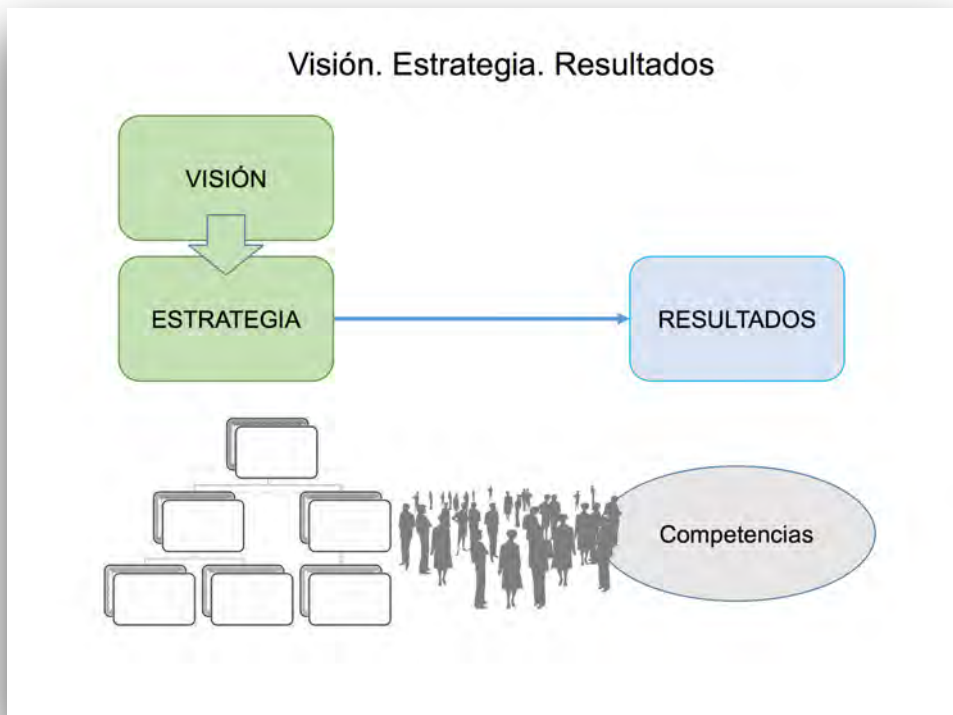 Visión. Estrategia. Resultados
VISIÓN
ESTRATEGIA
RESULTADOS
Competencias